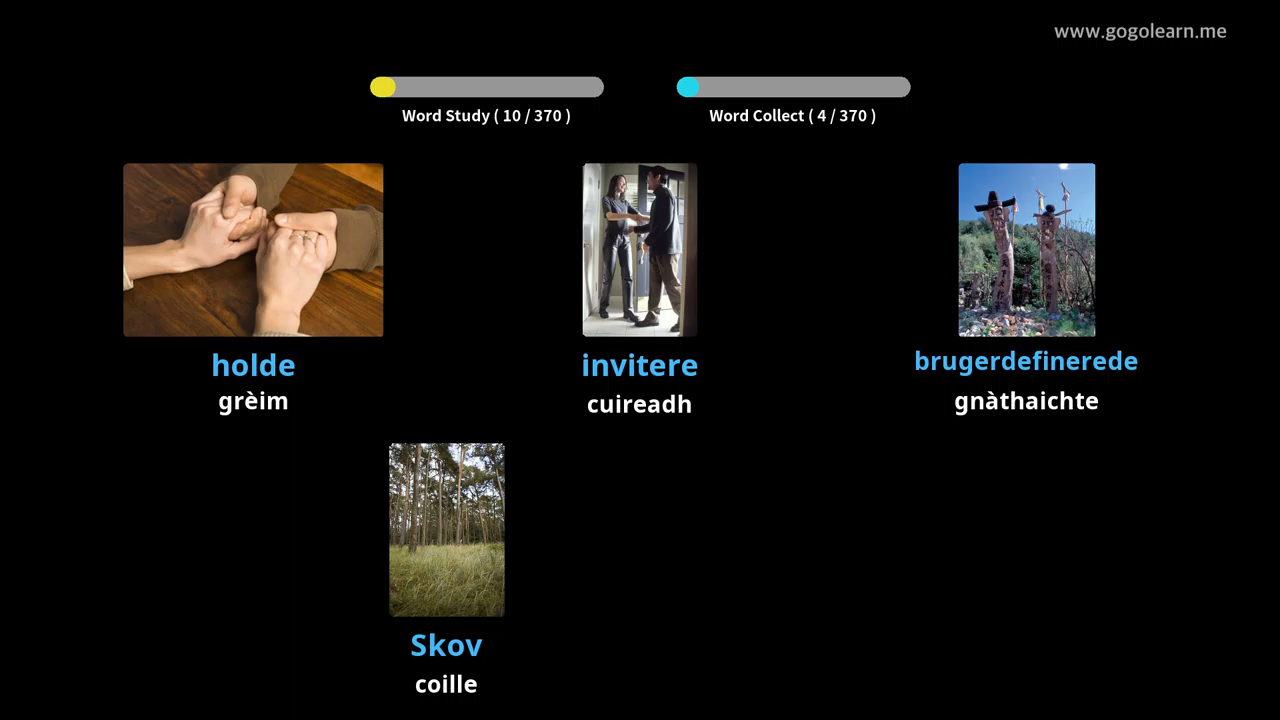 www.gogolearn.me
Word Study ( 10 / 370 )
Word Collect ( 4 / 370 )
holde
grèim
invitere
cuireadh
brugerdefinerede
gnàthaichte
Skov
coille